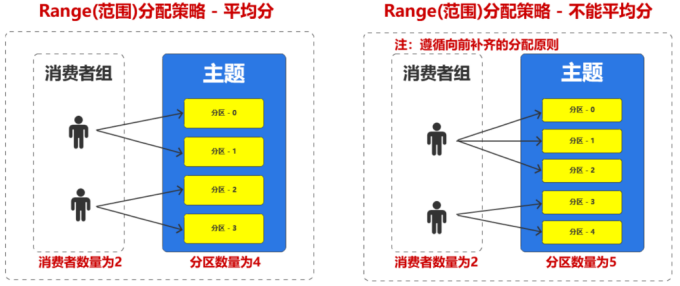 Range(范围)分配策略 - 平均分
消费者组
主题
分区 - 0
分区 - 1
分区 - 2
分区 - 3
消费者数量为2
分区数量为4
Range(范围)分配策略 - 不能平均分
注：遵循向前补齐的分配原则
消费者组
主题
分区 - 0
分区 - 1
分区 - 2
分区 - 3
分区 - 4
消费者数量为2
分区数量为5